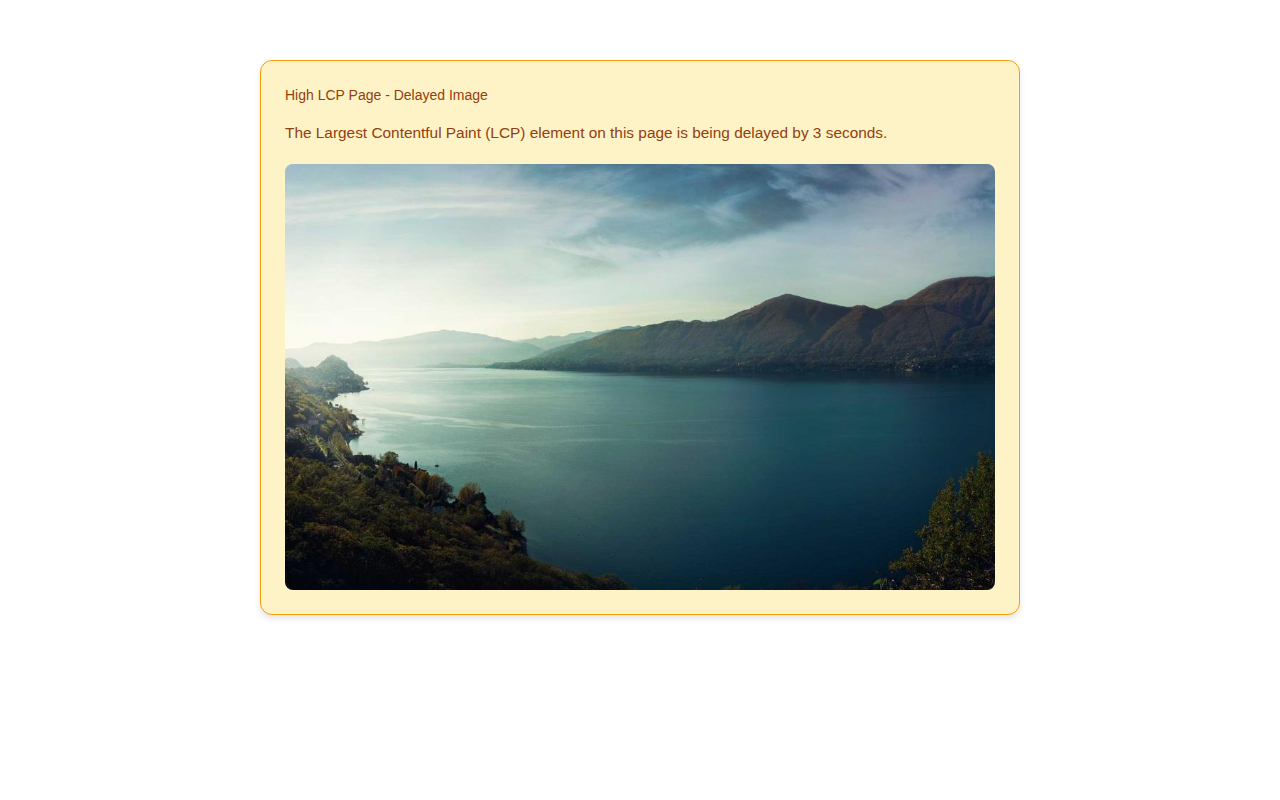 High LCP Page - Delayed Image
The Largest Contentful Paint (LCP) element on this page is being delayed by 3 seconds.